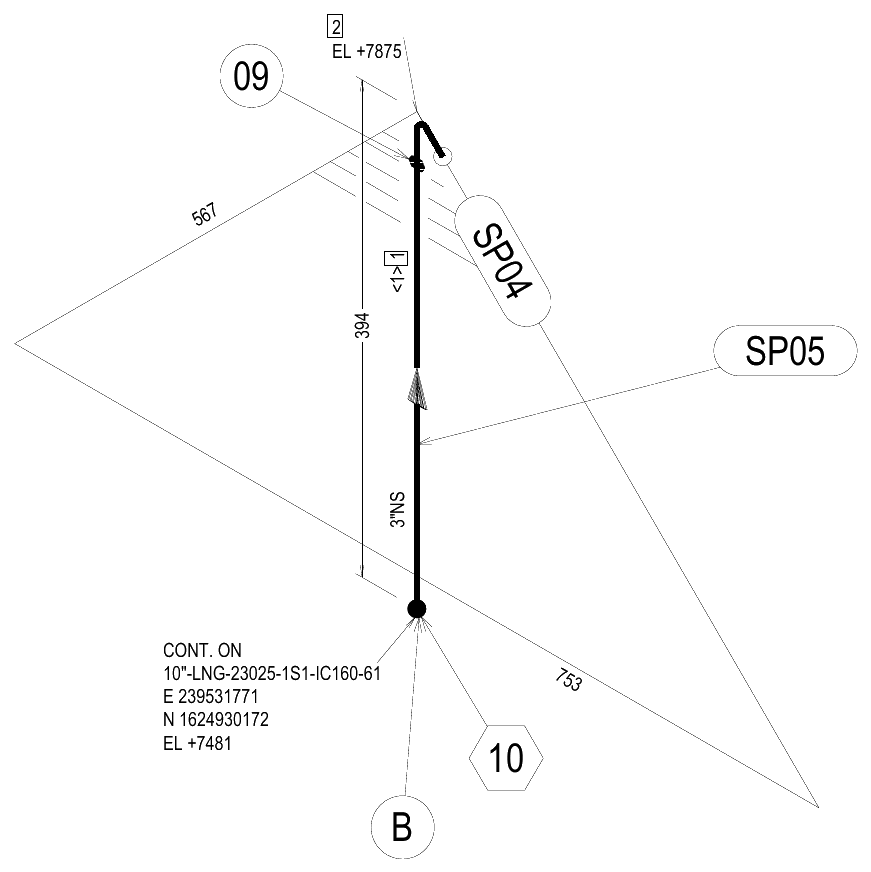 2
EL +7875
09
567
SP04
<1> 1
394
SP05
3"NS
CONT. ON
10"-LNG-23025-1S1-IC160-61
E 239531771
N 1624930172
EL +7481
753
10
B